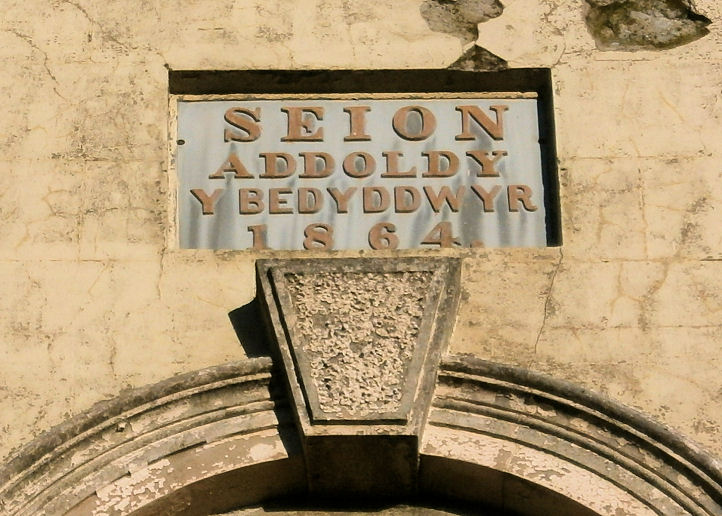 SEION
ADDOLDY
Y BEDYDDWYR
1864.